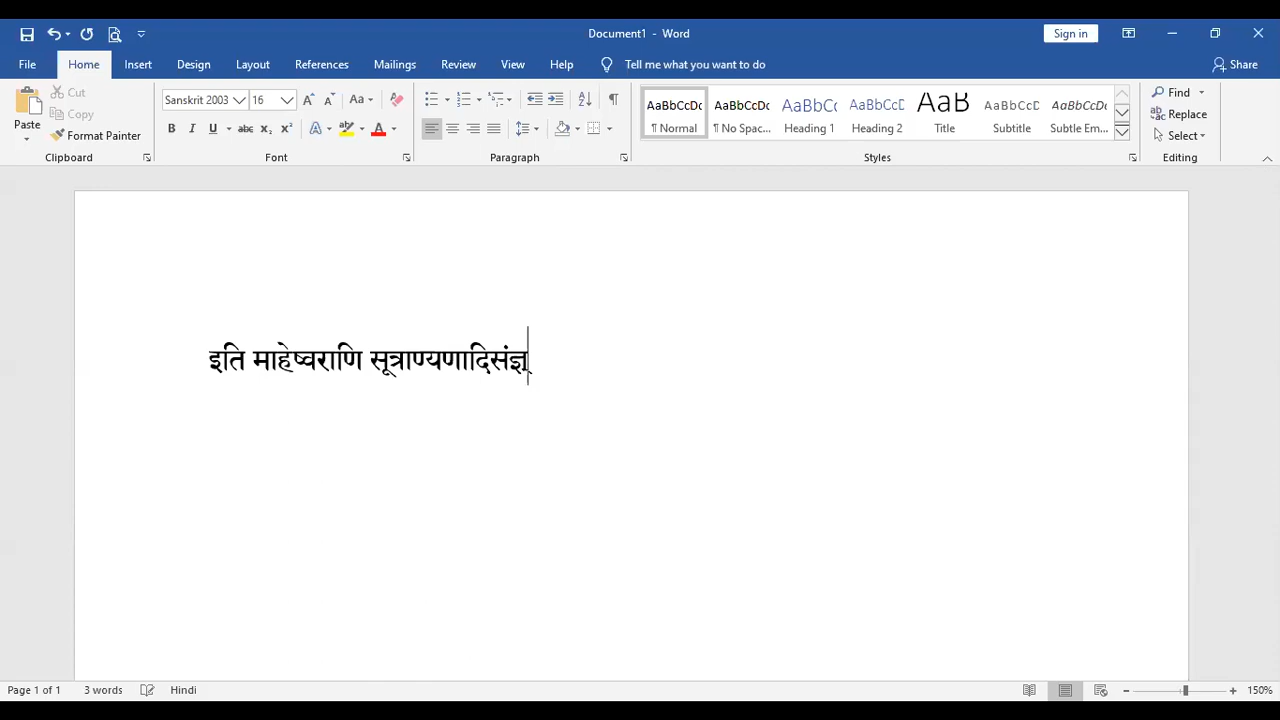 Document1 - Word
Sign in
File Home Insert Design Layout References Mailings Review View Help Tell me what you want to do Share
Paste
Cut
Copy
Format Painter
Clipboard
Sanskrit 2003 16
Font
Paragraph
AaBbCcDc AaBbCcDc AaBbCc AaBbCcD AaB AaBbCcD AaBbCcDc
¶ Normal ¶ No Spac... Heading 1 Heading 2 Title Subtitle Subtle Em...
Styles
Find
Replace
Select
Editing
इति माहेष्वराणि सूत्राण्यणादिसंज्ञ्
Page 1 of 1 3 words Hindi 150%